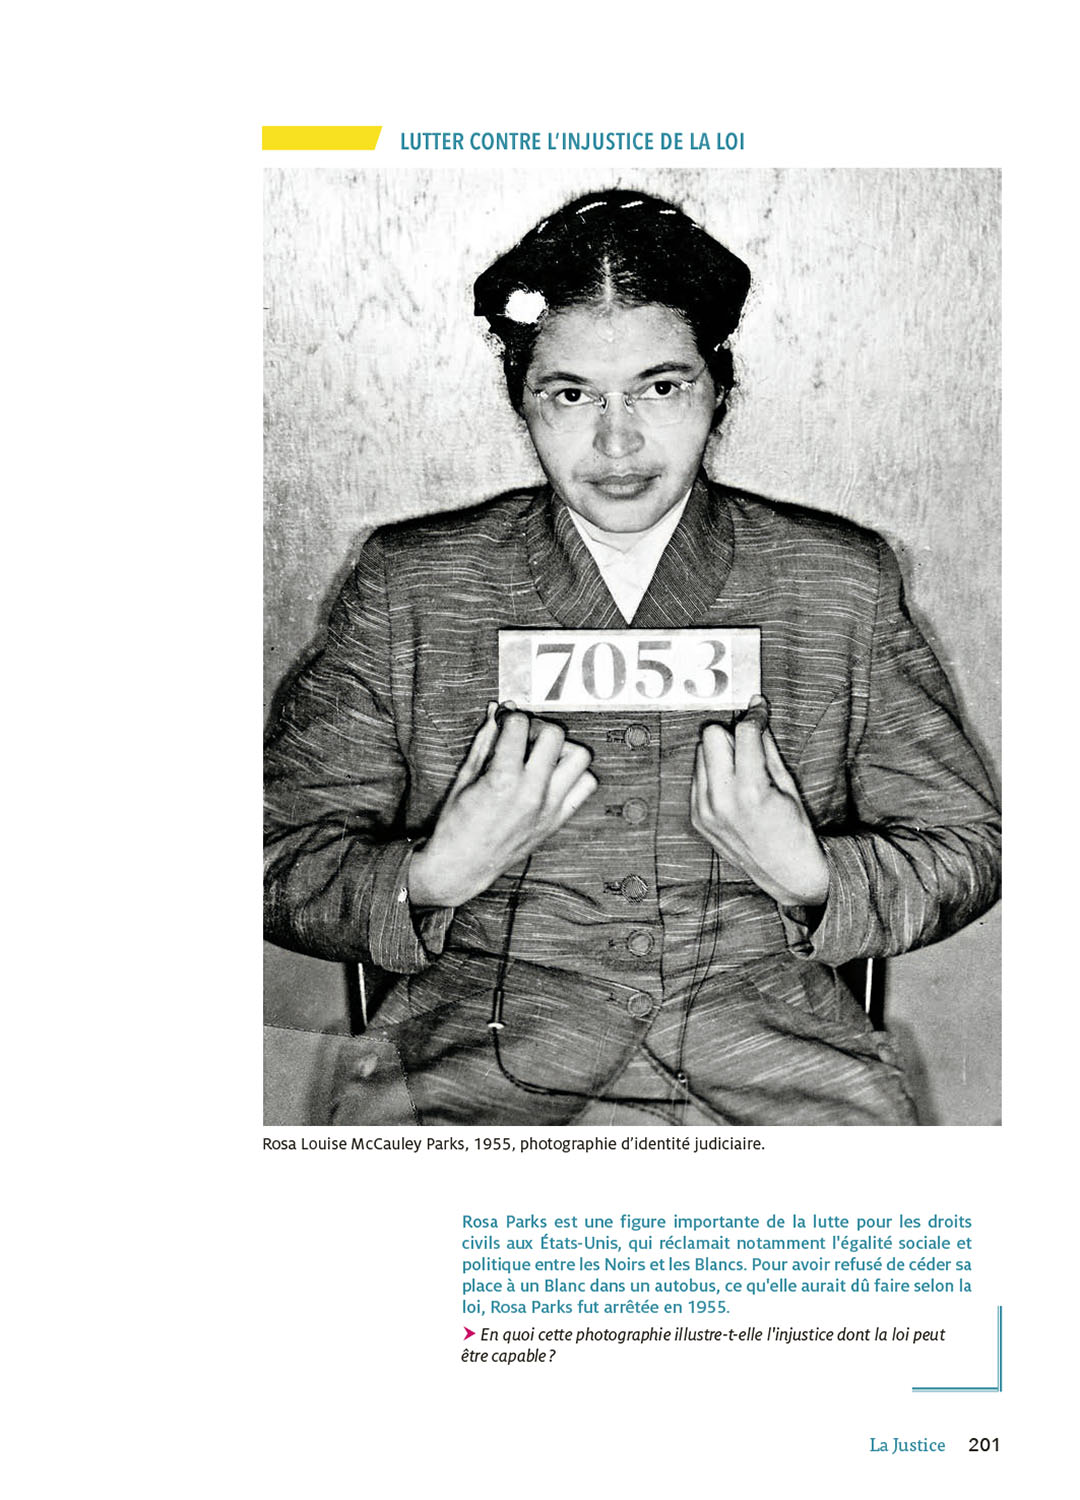 LUTTER CONTRE L'INJUSTICE DE LA LOI
7053
Rosa Louise McCauley Parks, 1955, photographie d'identité judiciaire.
Rosa Parks est une figure importante de la lutte pour les droits
civils aux États-Unis, qui réclamait notamment l'égalité sociale et
politique entre les Noirs et les Blancs. Pour avoir refusé de céder sa
place à un Blanc dans un autobus, ce qu'elle aurait dû faire selon la
loi, Rosa Parks fut arrêtée en 1955.
➤ En quoi cette photographie illustre-t-elle l'injustice dont la loi peut
être capable ?
La Justice 201